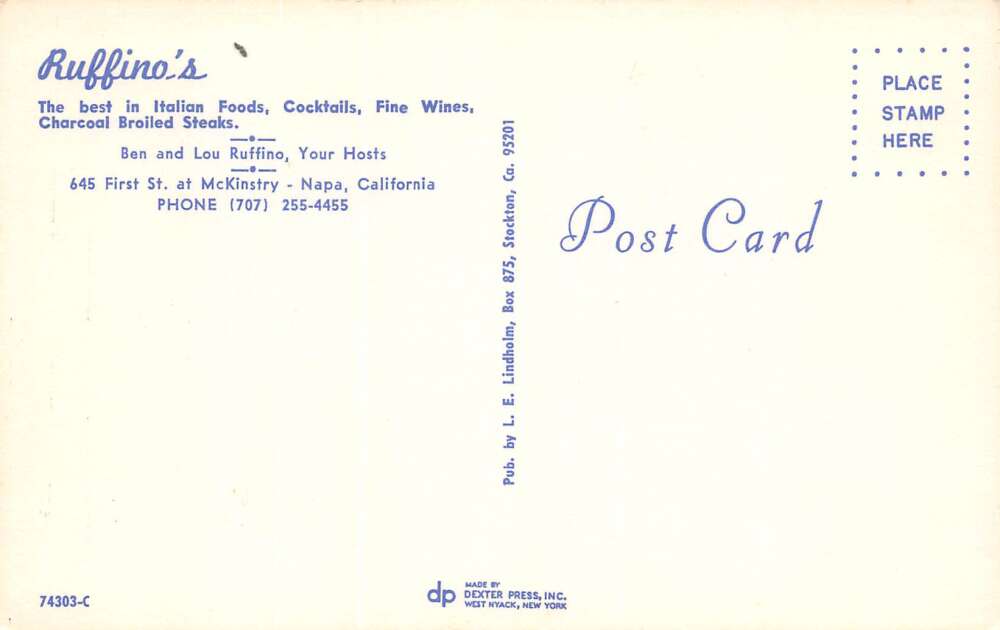 Ruffino's
The best in Italian Foods, Cocktails, Fine Wines,
Charcoal Broiled Steaks.
Ben and Lou Ruffino, Your Hosts
645 First St. at McKinstry - Napa, California
PHONE (707) 255-4455
74303-C
Pub. by L. E. Lindholm, Box 875, Stockton, Ca. 95201
dp
MADE BY
DEXTER PRESS, INC.
WEST NYACK, NEW YORK
PLACE
STAMP
HERE
Post Card